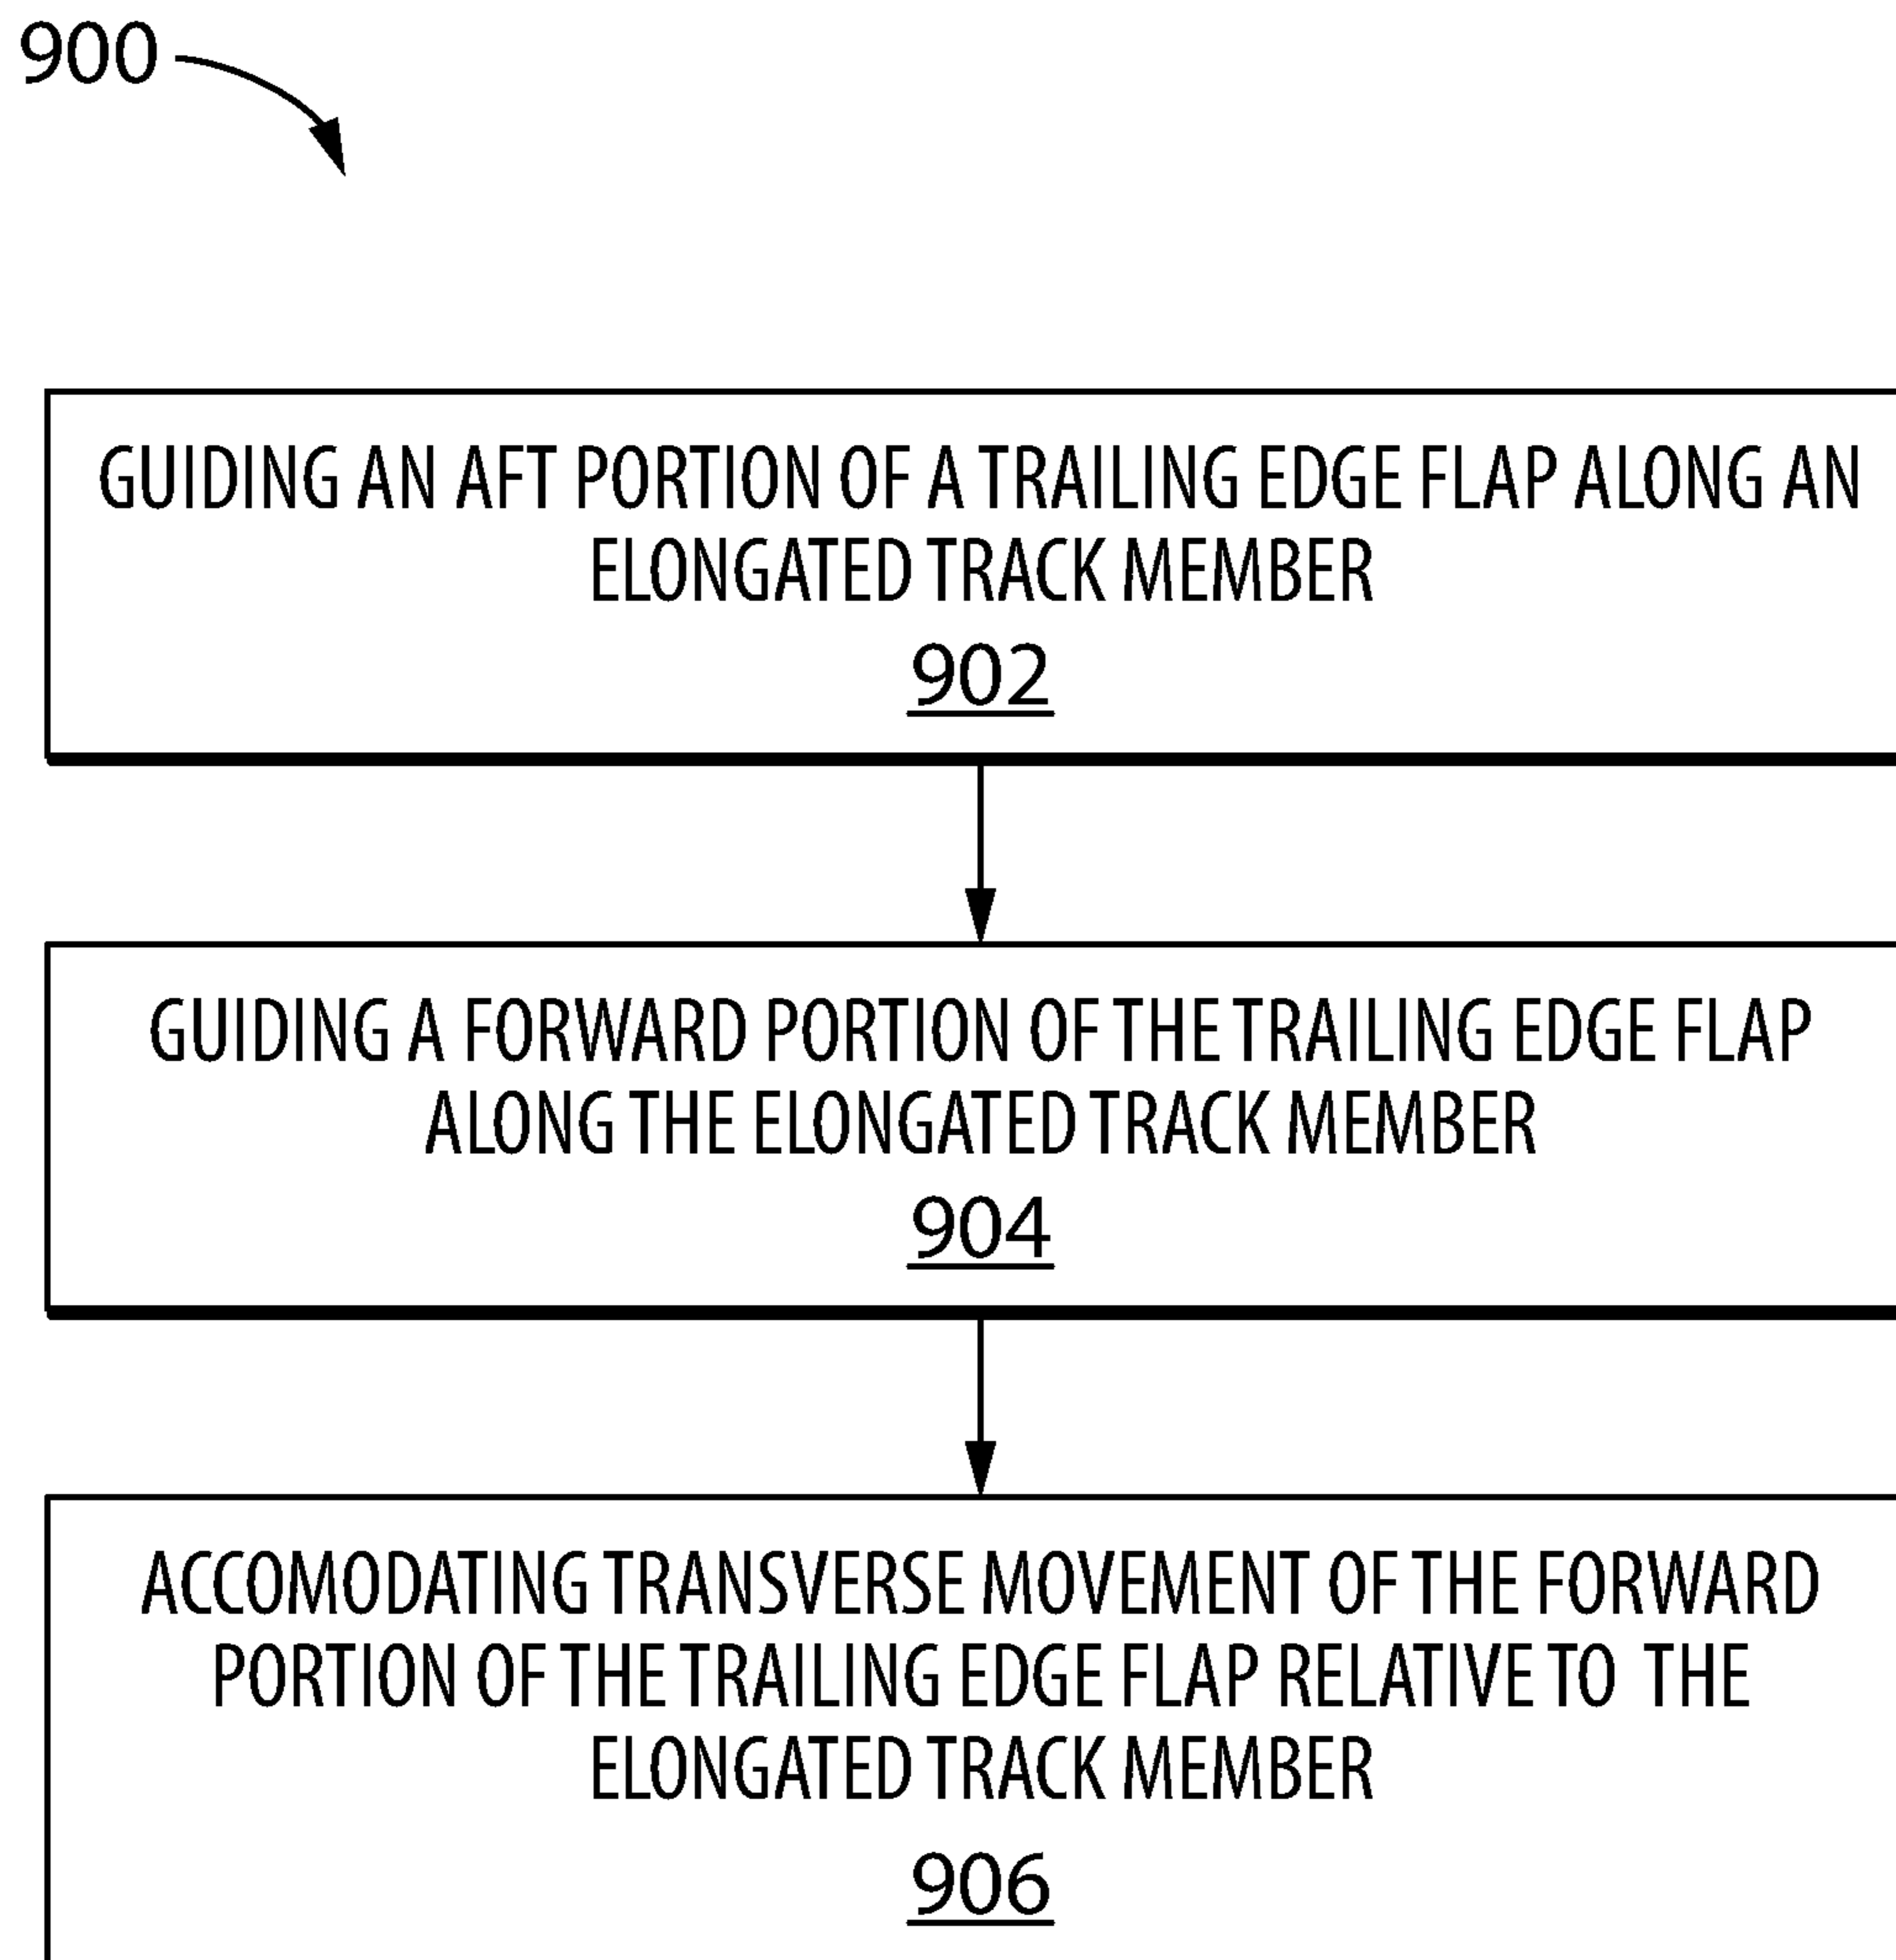 900
GUIDING AN AFT PORTION OF A TRAILING EDGE FLAP ALONG AN
ELONGATED TRACK MEMBER
902
GUIDING A FORWARD PORTION OF THE TRAILING EDGE FLAP
ALONG THE ELONGATED TRACK MEMBER
904
ACCOMODATING TRANSVERSE MOVEMENT OF THE FORWARD
PORTION OF THE TRAILING EDGE FLAP RELATIVE TO THE
ELONGATED TRACK MEMBER
906